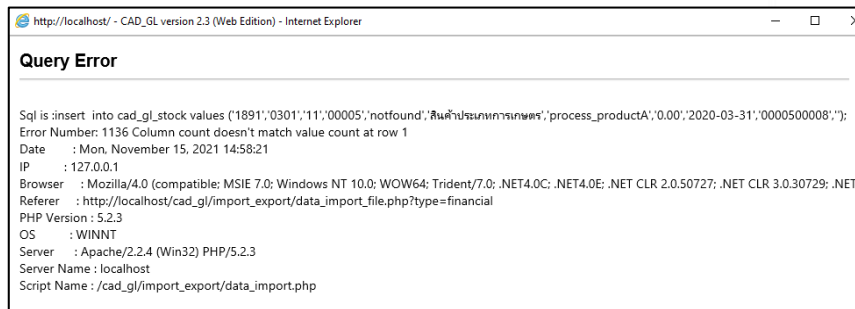 http://localhost/ - CAD_GL version 2.3 (Web Edition) - Internet Explorer
Query Error
Sql is :insert into cad_gl_stock values ('1891','0301','11','00005','notfound','สินค้าประเภทการเกษตร','process_productA','0.00','2020-03-31','0000500008','');
Error Number: 1136 Column count doesn't match value count at row 1
Date : Mon, November 15, 2021 14:58:21
IP : 127.0.0.1
Browser : Mozilla/4.0 (compatible; MSIE 7.0; Windows NT 10.0; WOW64; Trident/7.0; .NET4.0C; .NET4.0E; .NET CLR 2.0.50727; .NET CLR 3.0.30729; .NET
Referer : http://localhost/cad_gl/import_export/data_import_file.php?type=financial
PHP Version : 5.2.3
OS : WINNT
Server : Apache/2.2.4 (Win32) PHP/5.2.3
Server Name : localhost
Script Name : /cad_gl/import_export/data_import.php